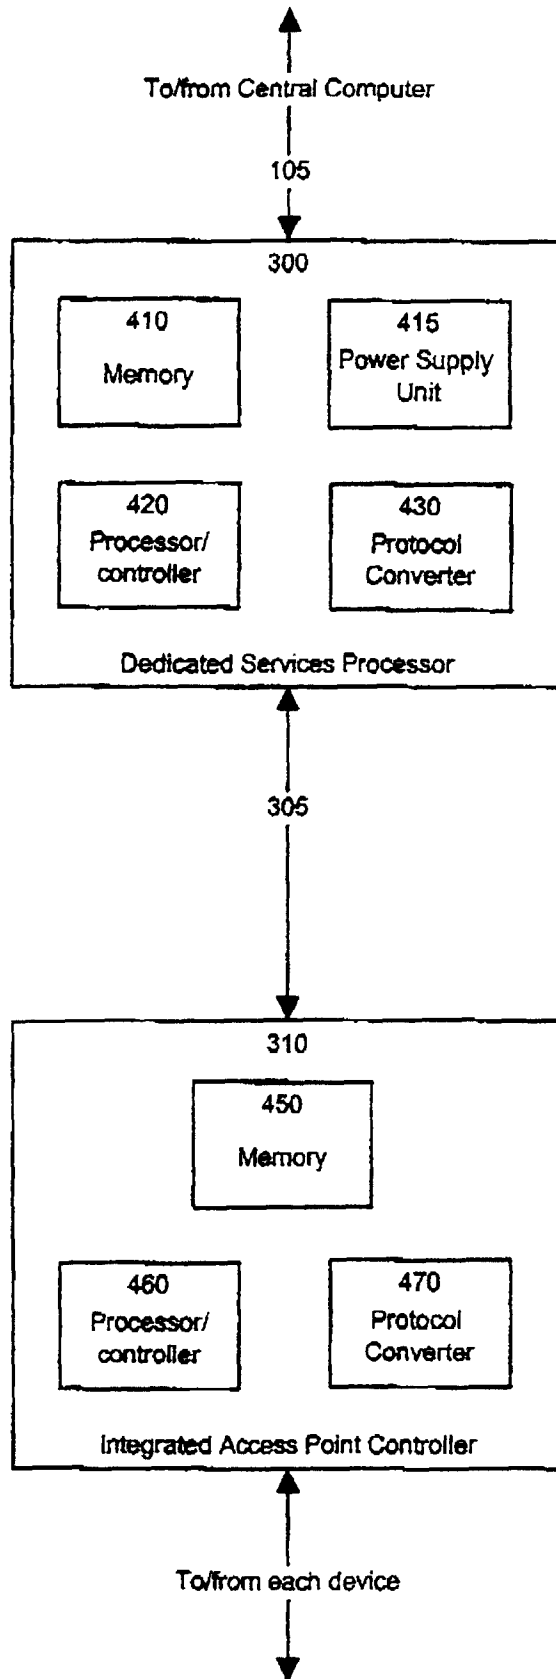 To/from Central Computer
105
300
410
Memory
415
Power Supply
Unit
420
Processor/
controller
430
Protocol
Converter
Dedicated Services Processor
305
310
450
Memory
460
Processor/
controller
470
Protocol
Converter
Integrated Access Point Controller
To/from each device